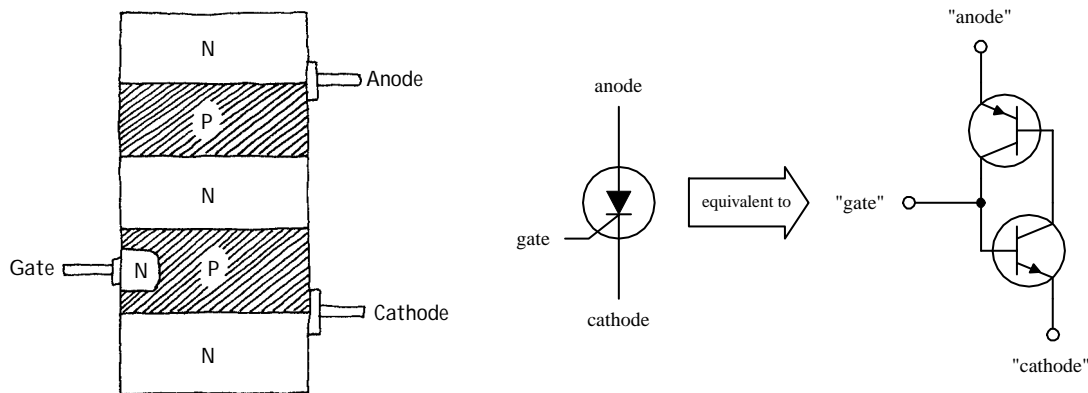 N
Anode
P
N
Gate
N
P
Cathode
N
anode
gate
cathode
equivalent to
"anode"
"gate"
"cathode"